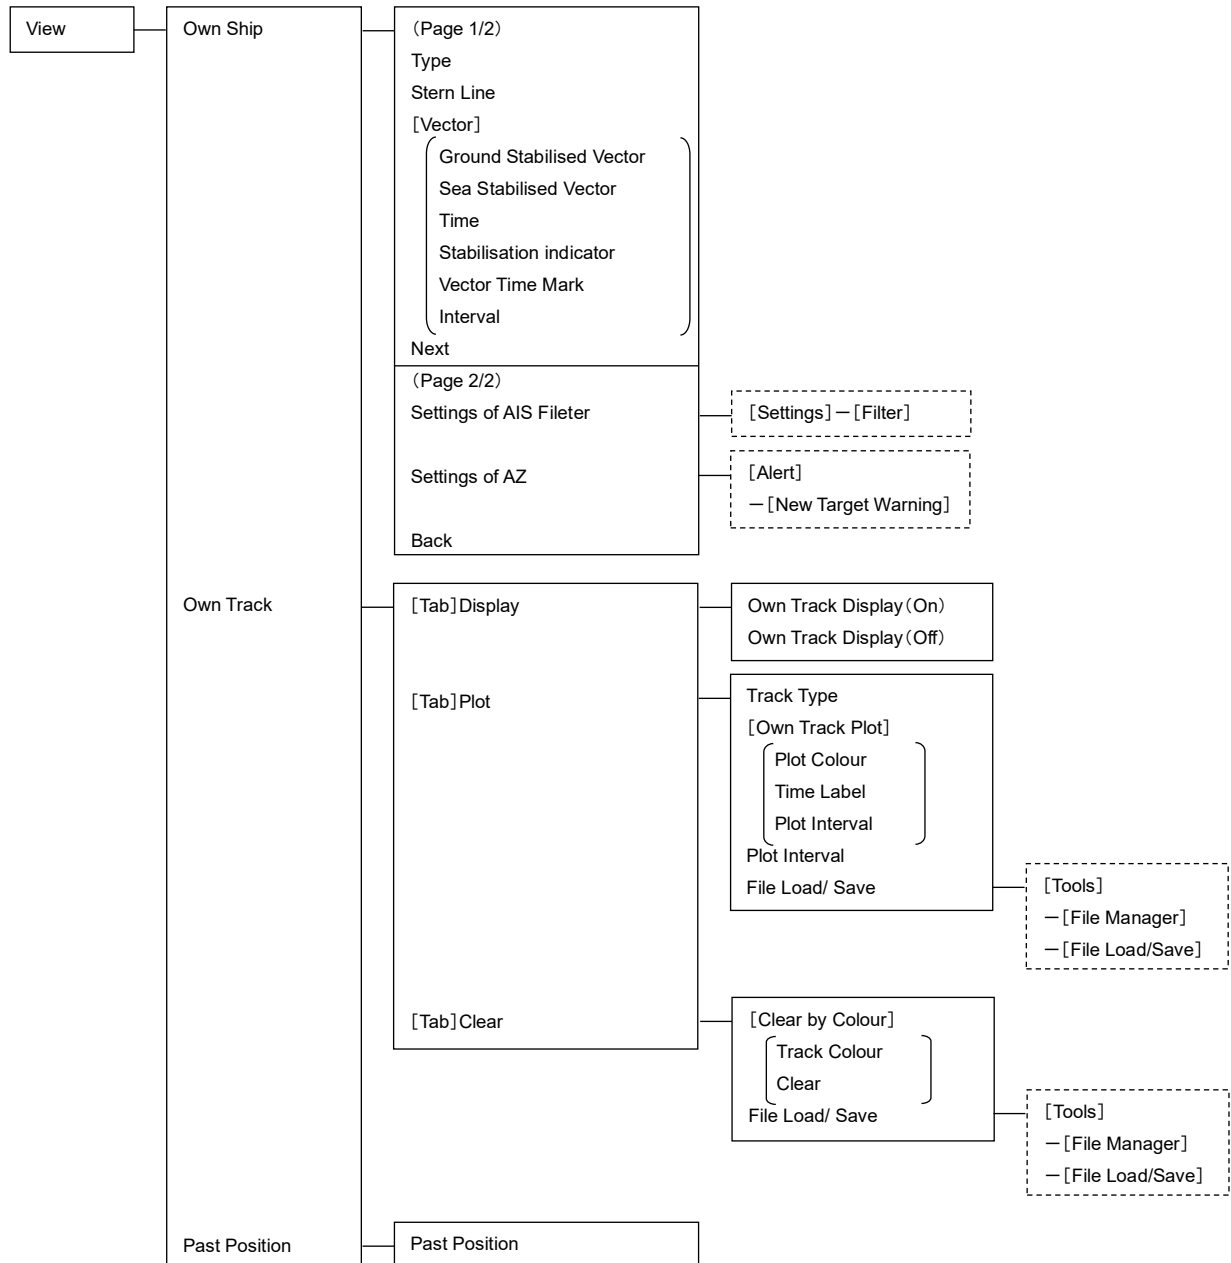 View
Own Ship
（Page 1/2）
Type
Stern Line
［Vector］
Ground Stabilised Vector
Sea Stabilised Vector
Time
Stabilisation indicator
Vector Time Mark
Interval
Next
（Page 2/2）
Settings of AIS Fileter
［Settings］－［Filter］
Settings of AZ
［Alert］
－［New Target Warning］
Back
Own Track
［Tab］Display
Own Track Display（On）
Own Track Display（Off）
［Tab］Plot
Track Type
［Own Track Plot］
Plot Colour
Time Label
Plot Interval
Plot Interval
File Load/ Save
［Tools］
－［File Manager］
－［File Load/Save］
［Tab］Clear
［Clear by Colour］
Track Colour
Clear
File Load/ Save
［Tools］
－［File Manager］
－［File Load/Save］
Past Position
Past Position